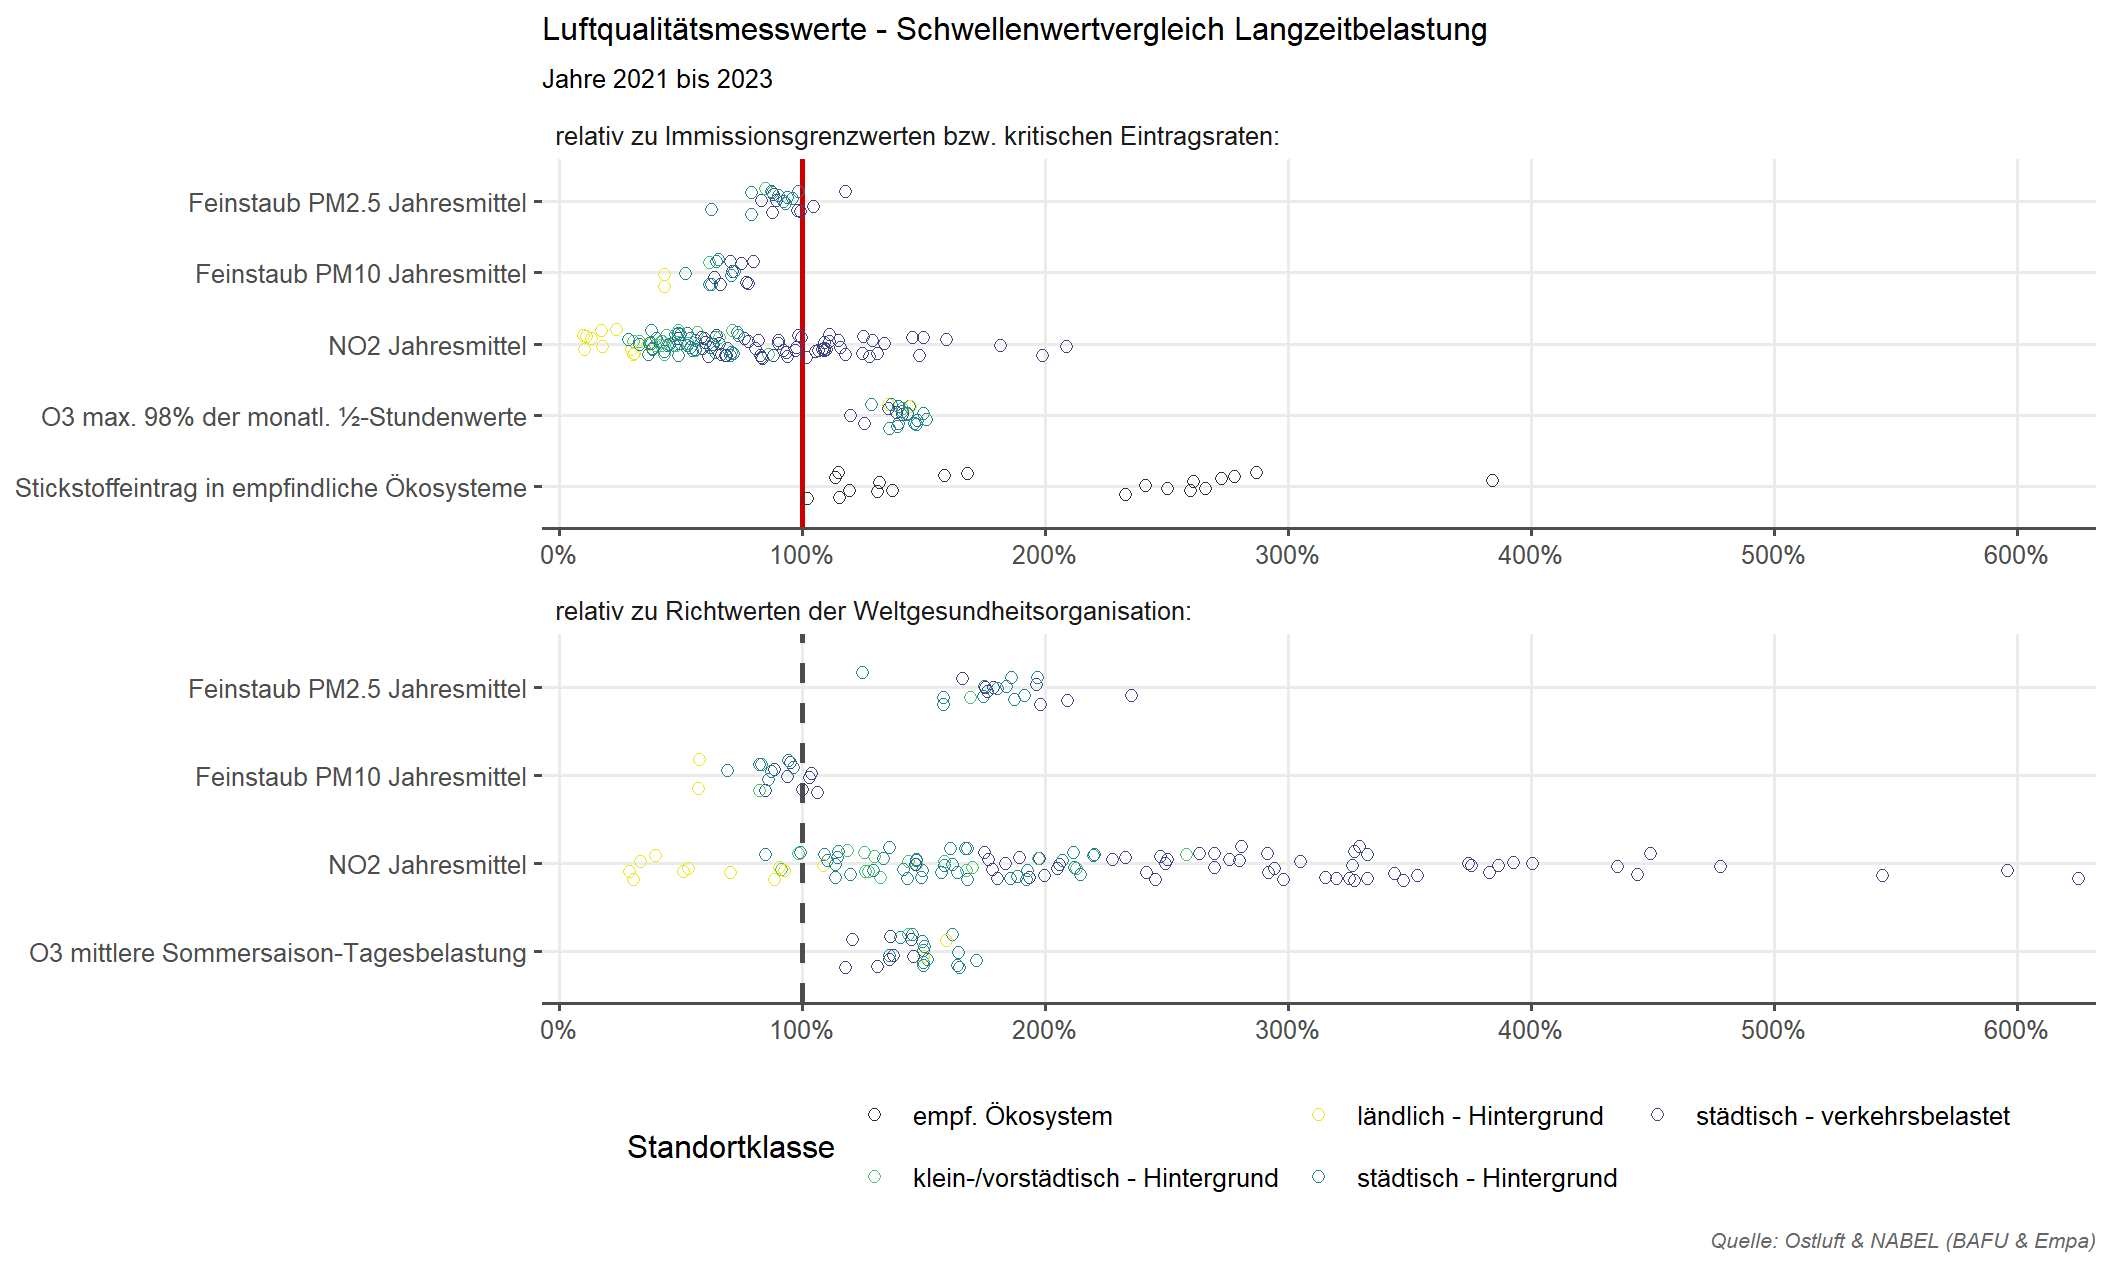 Luftqualitätsmesswerte - Schwellenwertvergleich Langzeitbelastung
Jahre 2021 bis 2023
relativ zu Immissionsgrenzwerten bzw. kritischen Eintragsraten:
Feinstaub PM2.5 Jahresmittel
Feinstaub PM10 Jahresmittel
NO2 Jahresmittel
O3 max. 98% der monatl. ½-Stundenwerte
Stickstoffeintrag in empfindliche Ökosysteme
0% 100% 200% 300% 400% 500% 600%
relativ zu Richtwerten der Weltgesundheitsorganisation:
Feinstaub PM2.5 Jahresmittel
Feinstaub PM10 Jahresmittel
NO2 Jahresmittel
O3 mittlere Sommersaison-Tagesbelastung
0% 100% 200% 300% 400% 500% 600%
Standortklasse
empf. Ökosystem ländlich - Hintergrund städtisch - verkehrsbelastet
klein-/vorstädtisch - Hintergrund städtisch - Hintergrund
Quelle: Ostluft & NABEL (BAFU & Empa)